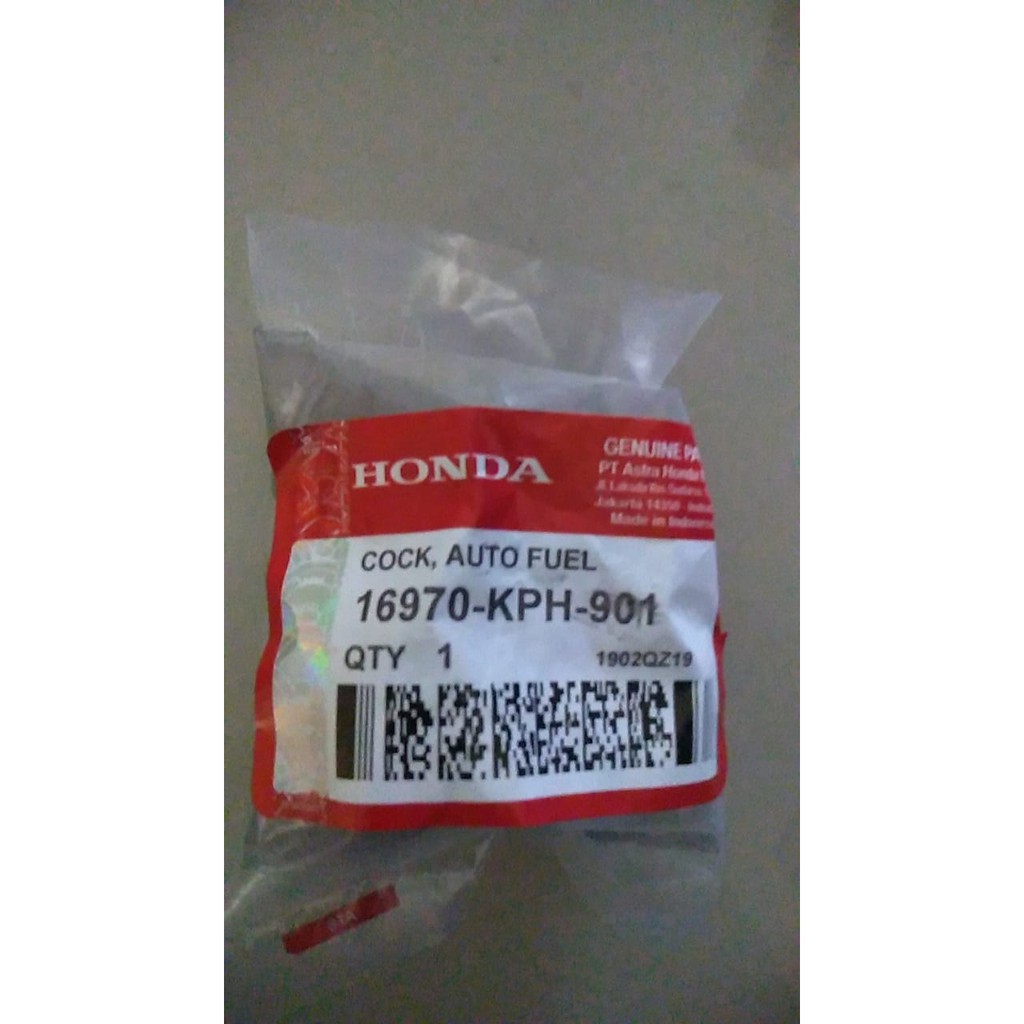 HONDA
GENUINE PA
PT Astra Honda
Jakarta 14350
Made in Indones
COCK, AUTO FUEL
16970-KPH-901
QTY 1
1902QZ19